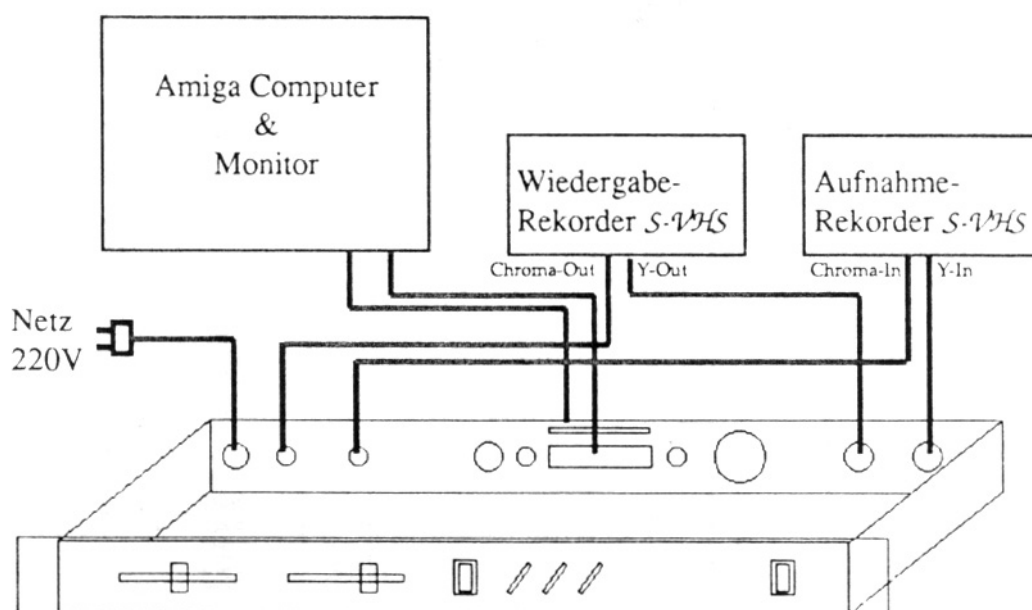 Amiga Computer
&
Monitor
Wiedergabe-
Rekorder S-VHS
Aufnahme-
Rekorder S-VHS
Chroma-Out
Y-Out
Chroma-In
Y-In
Netz
220V